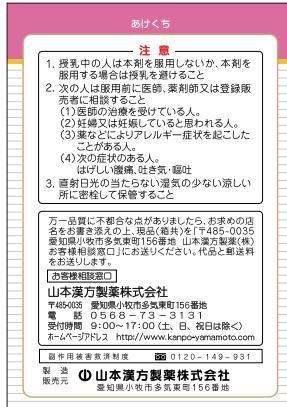 あけくち
注意
1. 授乳中の人は本剤を服用しないか、本剤を
服用する場合は授乳を避けること
2. 次の人は服用前に医師、薬剤師又は登録販
売者に相談すること
(1)医師の治療を受けている人。
(2)妊婦又は妊娠していると思われる人。
(3)薬などによりアレルギー症状を起こした
ことがある人。
(4)次の症状のある人。
はげしい腹痛、吐き気・嘔吐
3. 直射日光の当たらない湿気の少ない涼しい
所に密栓して保管すること
万一品質に不都合な点がありましたら、お求めの店
名をお書き添えの上、現品(箱共)を「〒485-0035
愛知県小牧市多気東町156番地 山本漢方製薬(株)
お客様相談窓口」にお送りください。代品と郵送料
をお送りします。
お客様相談窓口
山本漢方製薬株式会社
〒485-0035 愛知県小牧市多気東町156番地
電話 0568-73-3131
受付時間 9:00~17:00(土、日、祝日は除く)
ホームページアドレス http://www.kanpo-yamamoto.com
副作用被害救済制度 ☎0120-149-931
製造
販売元 山本漢方製薬株式会社
愛知県小牧市多気東町156番地